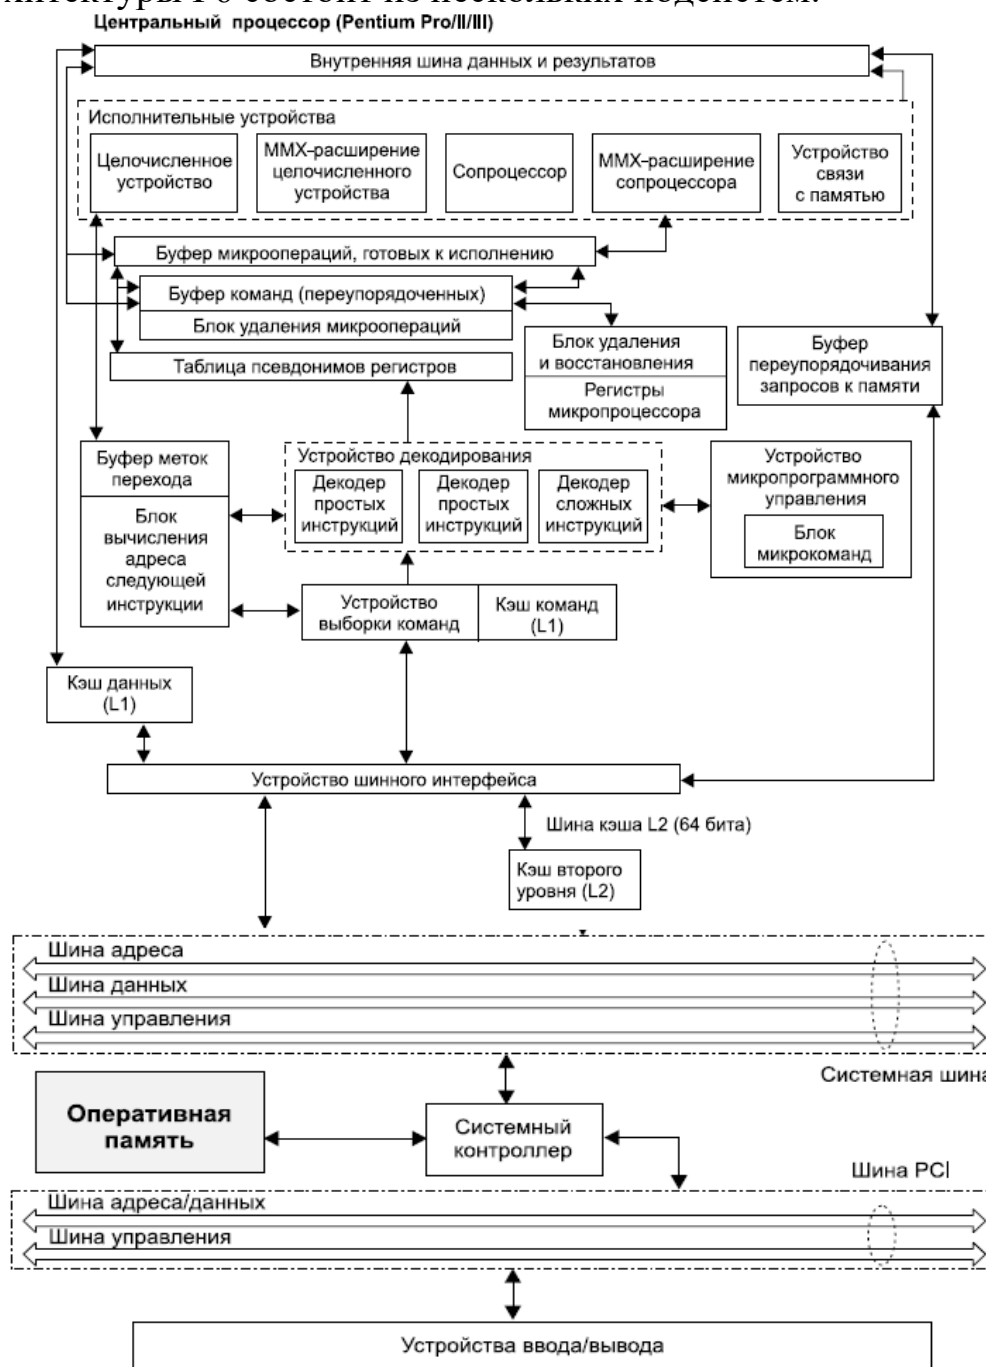 хитектуры P6 состоит из нескольких подсистем:
Центральный процессор (Pentium Pro/II/III)
Внутренняя шина данных и результатов
Исполнительные устройства
Целочисленное
устройство
MMX-расширение
целочисленного
устройства
Сопроцессор
MMX-расширение
сопроцессора
Устройство
связи
с памятью
Буфер микроопераций, готовых к исполнению
Буфер команд (переупорядоченных)
Блок удаления микроопераций
Таблица псевдонимов регистров
Блок удаления
и восстановления
Регистры
микропроцессора
Буфер
переупорядочивания
запросов к памяти
Буфер меток
перехода
Блок
вычисления
адреса
следующей
инструкции
Устройство декодирования
Декодер
простых
инструкций
Декодер
простых
инструкций
Декодер
сложных
инструкций
Устройство
микропрограммного
управления
Блок
микрокоманд
Устройство
выборки команд
Кэш команд
(L1)
Кэш данных
(L1)
Устройство шинного интерфейса
Шина кэша L2 (64 бита)
Кэш второго
уровня (L2)
Шина адреса
Шина данных
Шина управления
Системная шина
Оперативная
память
Системный
контроллер
Шина PCI
Шина адреса/данных
Шина управления
Устройства ввода/вывода